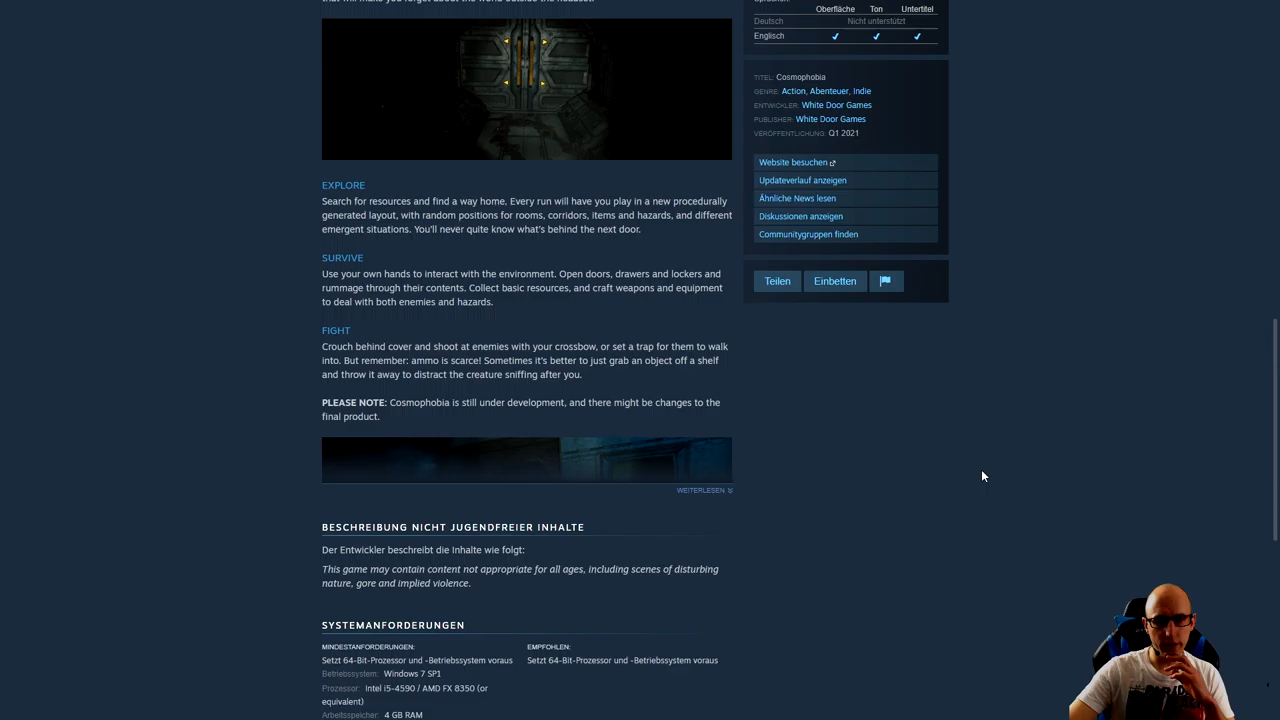 that will make you forget about the world outside the headset.
EXPLORE
Search for resources and find a way home. Every run will have you play in a new procedurally
generated layout, with random positions for rooms, corridors, items and hazards, and different
emergent situations. You'll never quite know what's behind the next door.
SURVIVE
Use your own hands to interact with the environment. Open doors, drawers and lockers and
rummage through their contents. Collect basic resources, and craft weapons and equipment
to deal with both enemies and hazards.
FIGHT
Crouch behind cover and shoot at enemies with your crossbow, or set a trap for them to walk
into. But remember: ammo is scarce! Sometimes it's better to just grab an object off a shelf
and throw it away to distract the creature sniffing after you.
PLEASE NOTE: Cosmophobia is still under development, and there might be changes to the
final product.
WEITERLESEN
BESCHREIBUNG NICHT JUGENDFREIER INHALTE
Der Entwickler beschreibt die Inhalte wie folgt:
This game may contain content not appropriate for all ages, including scenes of disturbing
nature, gore and implied violence.
SYSTEMANFORDERUNGEN
MINDESTANFORDERUNGEN:
Setzt 64-Bit-Prozessor und -Betriebssystem voraus
Betriebssystem: Windows 7 SP1
Prozessor: Intel i5-4590 / AMD FX 8350 (or
equivalent)
Arbeitsspeicher: 4 GB RAM
EMPFOHLEN:
Setzt 64-Bit-Prozessor und -Betriebssystem voraus
Oberfläche Ton Untertitel
Deutsch Nicht unterstützt
Englisch ✔ ✔ ✔
TITEL: Cosmophobia
GENRE: Action, Abenteuer, Indie
ENTWICKLER: White Door Games
PUBLISHER: White Door Games
VERÖFFENTLICHUNG: Q1 2021
Website besuchen
Updateverlauf anzeigen
Ähnliche News lesen
Diskussionen anzeigen
Communitygruppen finden
Teilen Einbetten